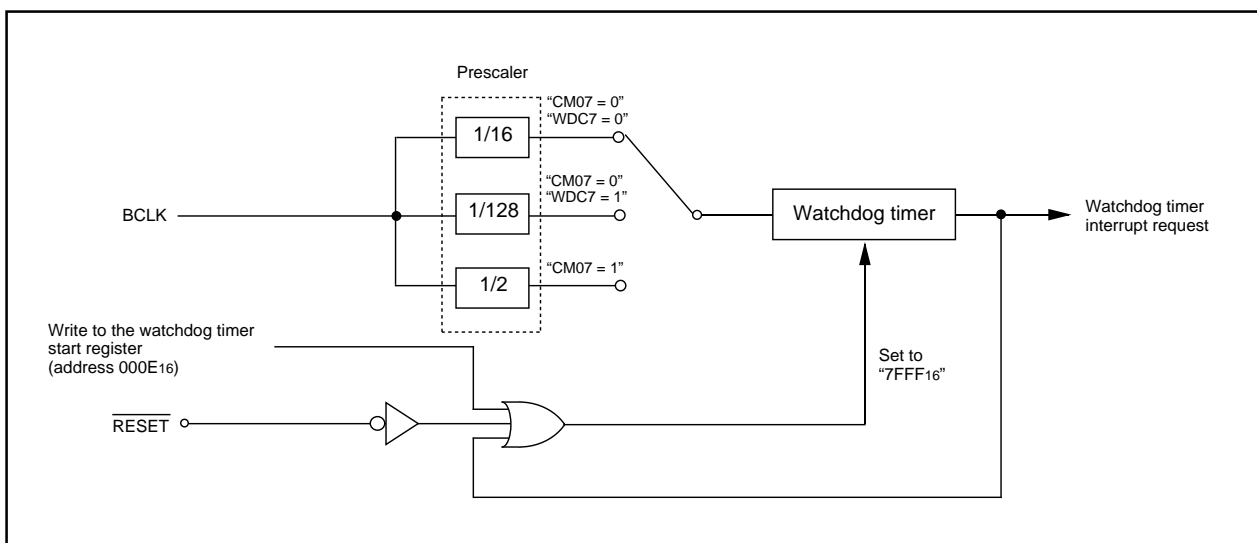 Prescaler
“CM07 = 0”
“WDC7 = 0”
1/16
“CM07 = 0”
“WDC7 = 1”
BCLK
1/128
Watchdog timer
Watchdog timer
interrupt request
“CM07 = 1”
1/2
Write to the watchdog timer
start register
(address 000E16)
Set to
“7FFF16”
RESET